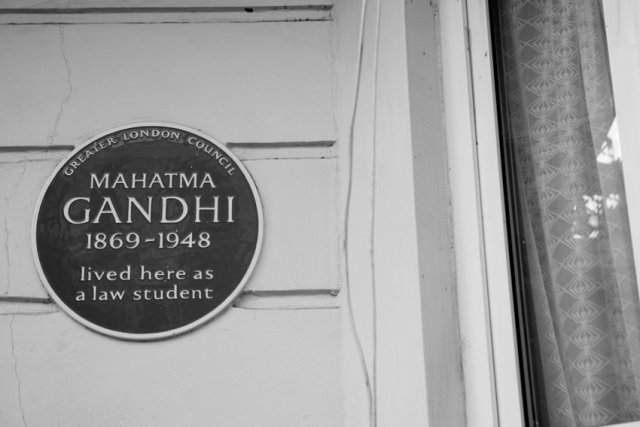 GREATER LONDON COUNCIL
MAHATMA
GANDHI
1869-1948
lived here as
a law student